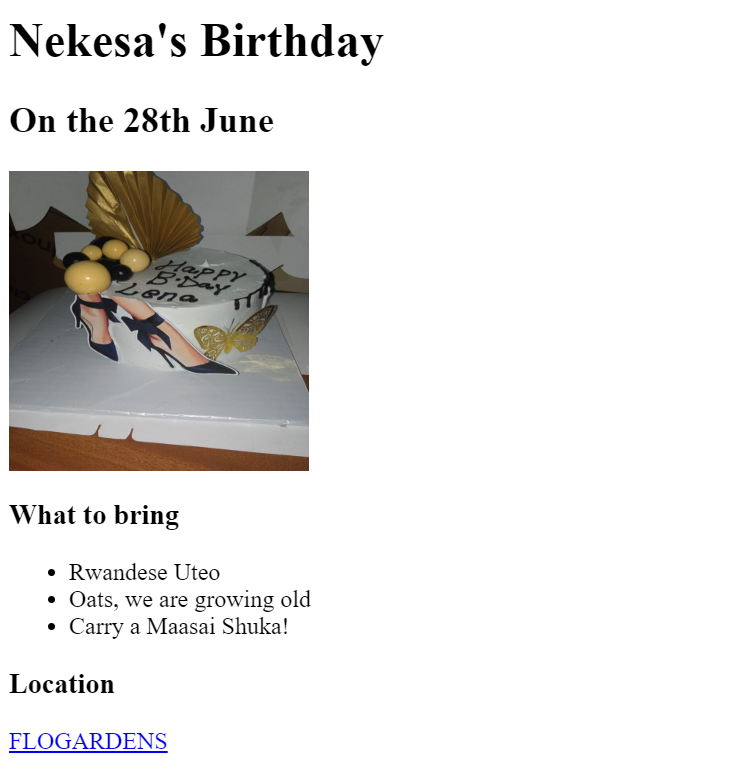 Nekesa's Birthday
On the 28th June
Happy
B·Day
Lena
What to bring
Rwandese Uteo
Oats, we are growing old
Carry a Maasai Shuka!
Location
FLOGARDENS